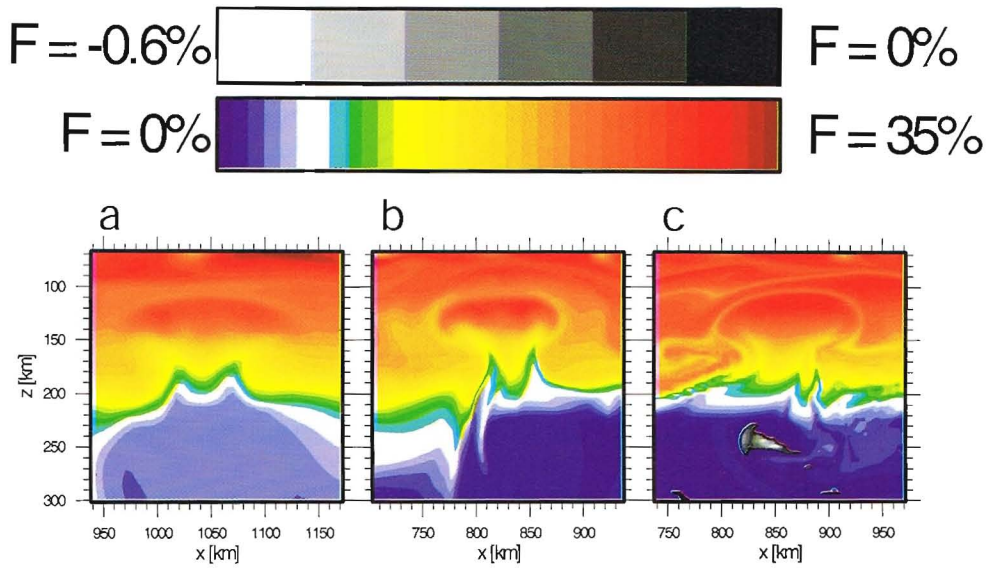 F = -0.6% F = 0%
F = 0% F = 35%
a b c
100
150
200
250
300
z [km]
950 1000 1050 1100 1150 750 800 850 900 750 800 850 900 950
x [km] x [km] x [km]